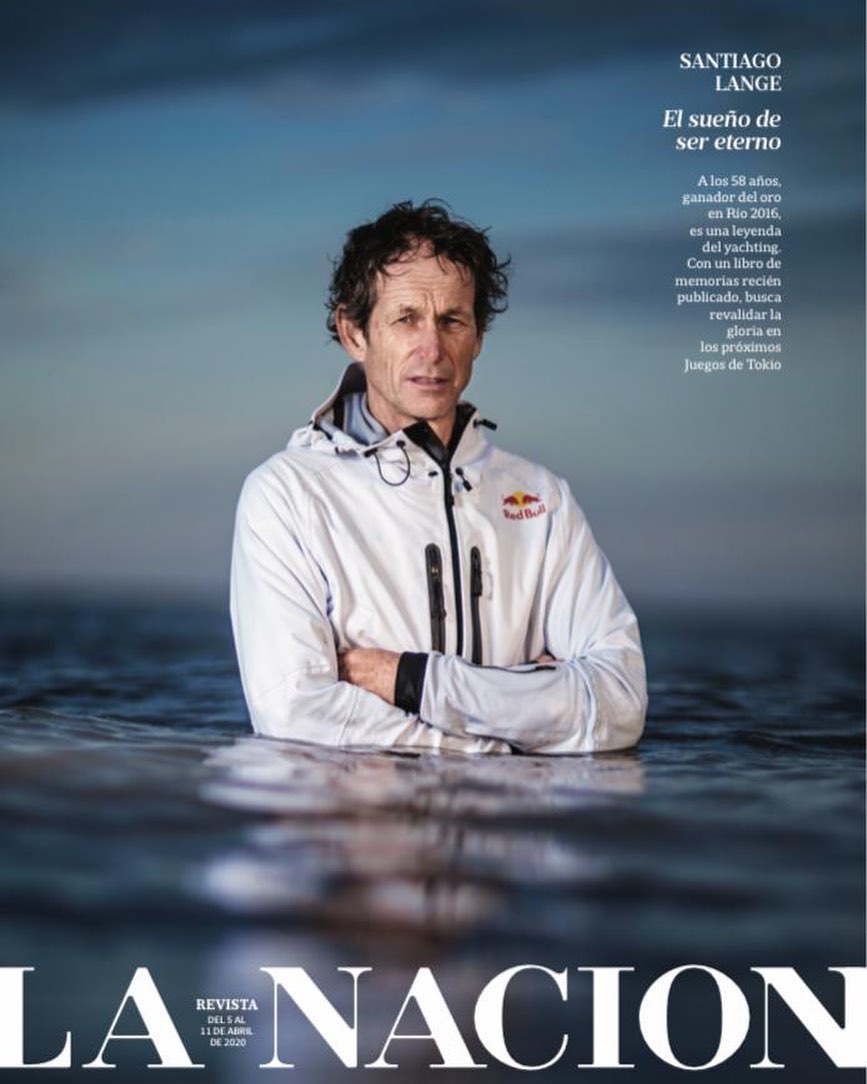 SANTIAGO
LANGE
El sueño de
ser eterno
A los 58 años,
ganador del oro
en Río 2016,
es una leyenda
del yachting.
Con un libro de
memorias recién
publicado, busca
revalidar la
gloria en
los próximos
Juegos de Tokio
Red Bull
LA NACION
REVISTA
DEL 5 AL
11 DE ABRIL
DE 2020